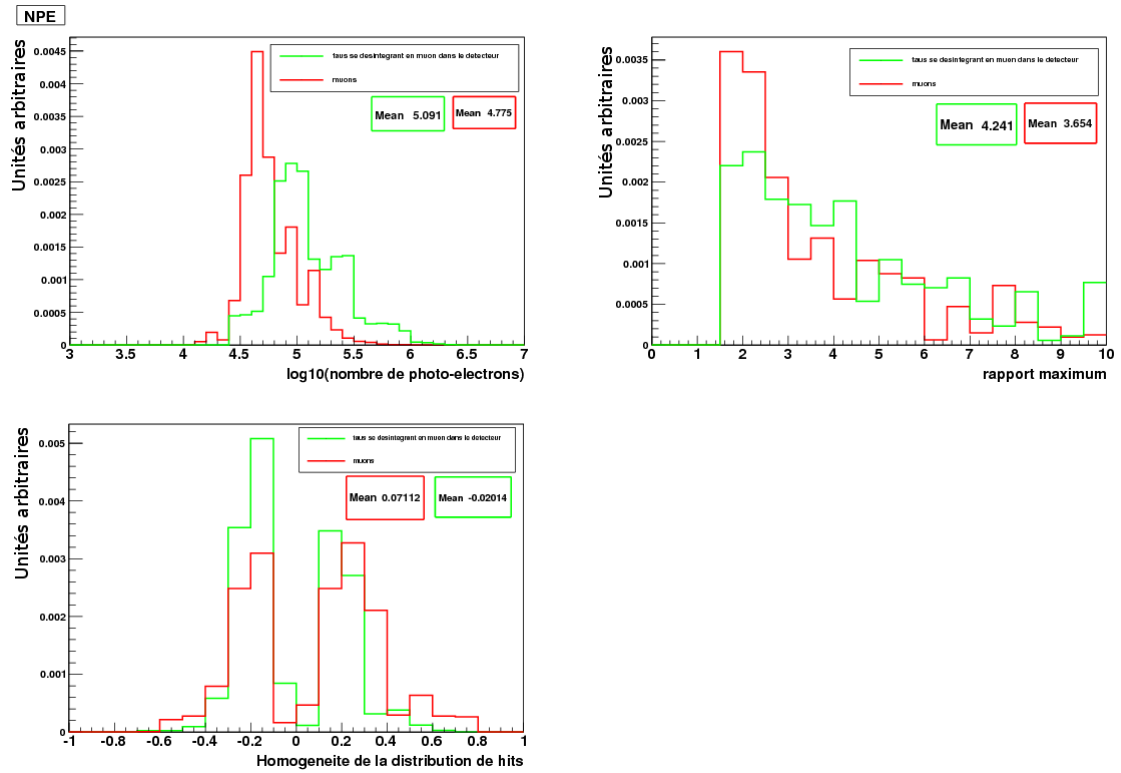 NPE
Unités arbitraires
0.0045
0.004
0.0035
0.003
0.0025
0.002
0.0015
0.001
0.0005
0
taus se desintegrant en muon dans le detecteur
muons
Mean 5.091
Mean 4.775
3 3.5 4 4.5 5 5.5 6 6.5 7
log10(nombre de photo-electrons)
Unités arbitraires
0.0035
0.003
0.0025
0.002
0.0015
0.001
0.0005
0
taus se desintegrant en muon dans le detecteur
muons
Mean 4.241
Mean 3.654
0 1 2 3 4 5 6 7 8 9 10
rapport maximum
Unités arbitraires
0.005
0.004
0.003
0.002
0.001
0
taus se desintegrant en muon dans le detecteur
muons
Mean 0.07112
Mean -0.02014
-1 -0.8 -0.6 -0.4 -0.2 0 0.2 0.4 0.6 0.8 1
Homogeneite de la distribution de hits